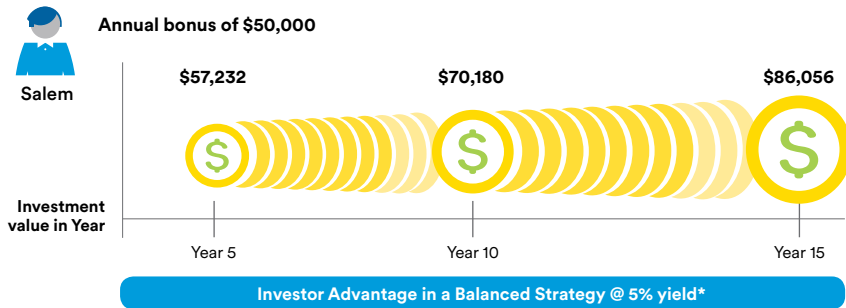 Annual bonus of $50,000
Salem
$57,232 $70,180 $86,056
$ $ $
Investment
value in Year
Year 5 Year 10 Year 15
Investor Advantage in a Balanced Strategy @ 5% yield*